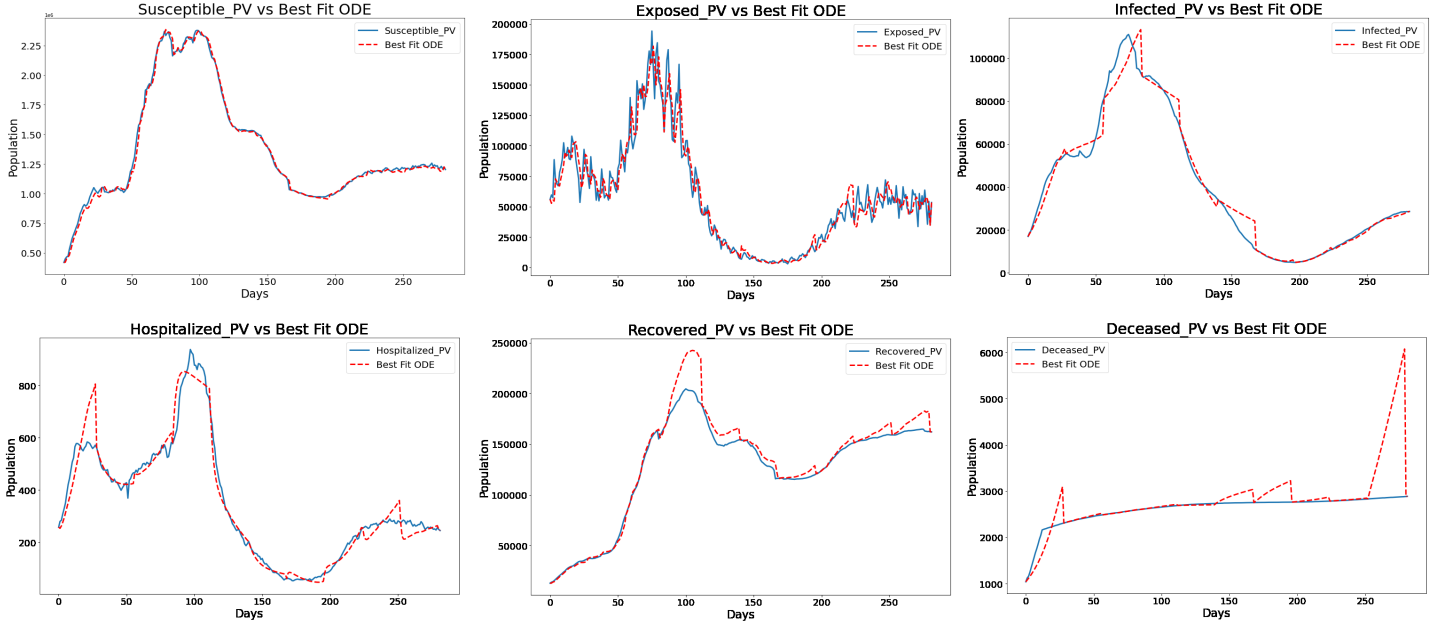 Susceptible_PV vs Best Fit ODE
1e6
Susceptible_PV
Best Fit ODE
2.25
2.00
1.75
1.50
1.25
1.00
0.75
0.50
Population
0 50 100 150 200 250
Days
Exposed_PV vs Best Fit ODE
Exposed_PV
Best Fit ODE
200000
175000
150000
125000
100000
75000
50000
25000
0
Population
0 50 100 150 200 250
Days
Infected_PV vs Best Fit ODE
Infected_PV
Best Fit ODE
100000
80000
60000
40000
20000
0
Population
0 50 100 150 200 250
Days
Hospitalized_PV vs Best Fit ODE
Hospitalized_PV
Best Fit ODE
800
600
400
200
Population
0 50 100 150 200 250
Days
Recovered_PV vs Best Fit ODE
Recovered_PV
Best Fit ODE
250000
200000
150000
100000
50000
Population
0 50 100 150 200 250
Days
Deceased_PV vs Best Fit ODE
Deceased_PV
Best Fit ODE
6000
5000
4000
3000
2000
1000
Population
0 50 100 150 200 250
Days